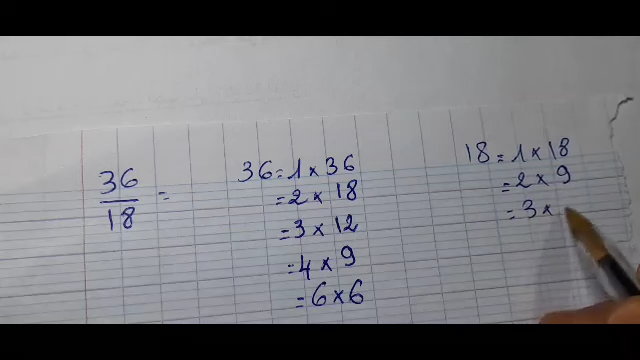 36/18 =
36 = 1 × 36
= 2 × 18
= 3 × 12
= 4 × 9
= 6 × 6
18 = 1 × 18
= 2 × 9
= 3 ×